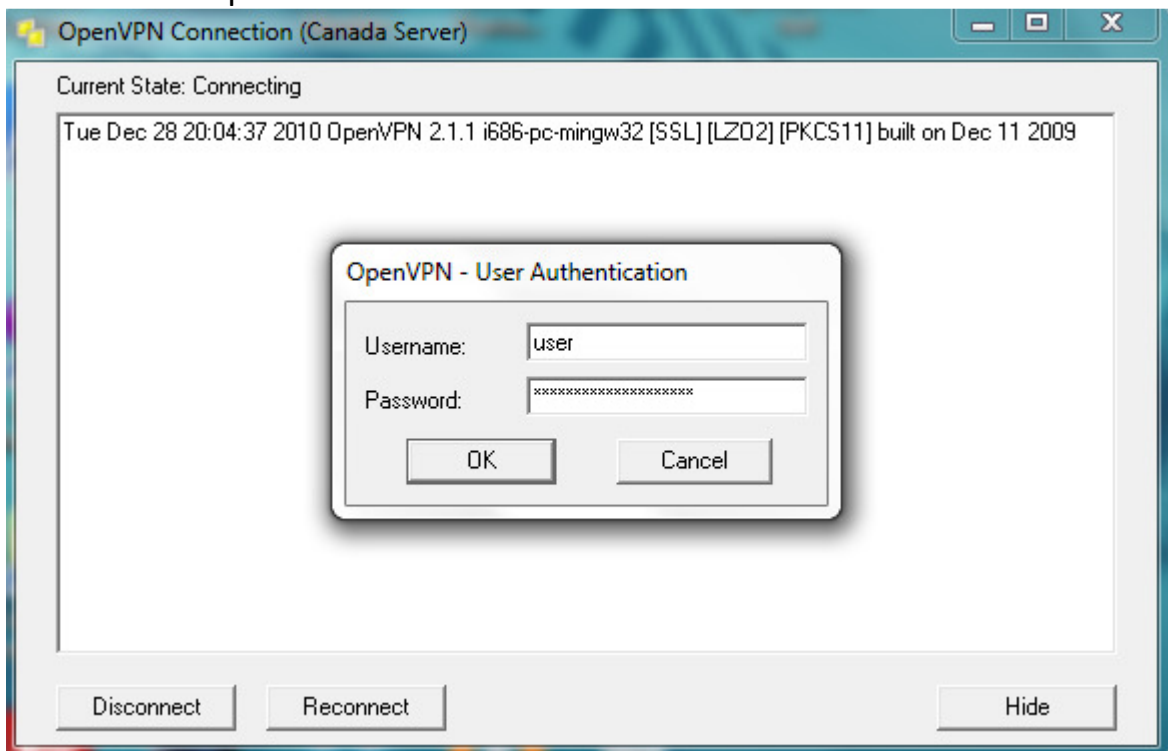 OpenVPN Connection (Canada Server)
Current State: Connecting
Tue Dec 28 20:04:37 2010 OpenVPN 2.1.1 i686-pc-mingw32 [SSL] [LZO2] [PKCS11] built on Dec 11 2009
OpenVPN - User Authentication
Username: user
Password: ********************
OK Cancel
Disconnect Reconnect Hide